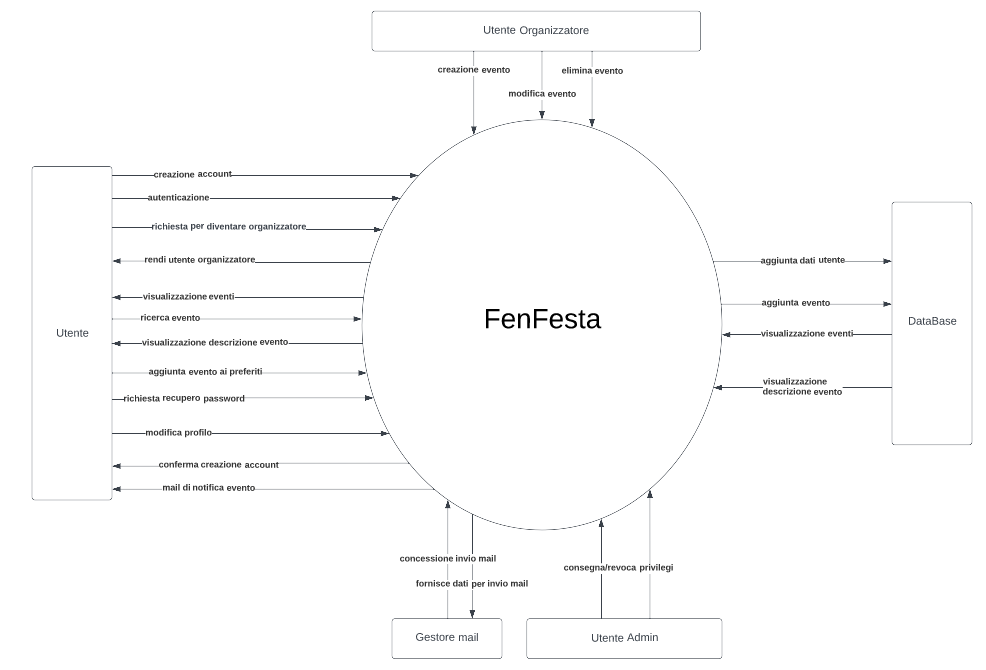 Utente Organizzatore
creazione evento
elimina evento
modifica evento
creazione account
autenticazione
richiesta per diventare organizzatore
rendi utente organizzatore
visualizzazione eventi
ricerca evento
visualizzazione descrizione evento
aggiunta evento ai preferiti
richiesta recupero password
modifica profilo
conferma creazione account
mail di notifica evento
Utente
FenFesta
aggiunta dati utente
aggiunta evento
visualizzazione eventi
visualizzazione
descrizione evento
DataBase
concessione invio mail
fornisce dati per invio mail
consegna/revoca privilegi
Gestore mail
Utente Admin